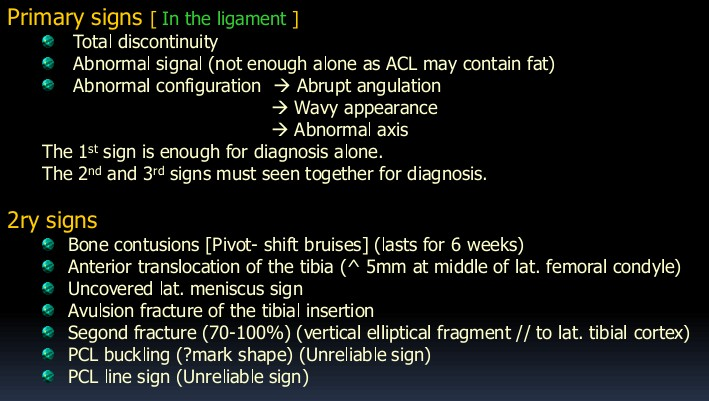 Primary signs [ In the ligament ]
Total discontinuity
Abnormal signal (not enough alone as ACL may contain fat)
Abnormal configuration → Abrupt angulation
→ Wavy appearance
→ Abnormal axis
The 1st sign is enough for diagnosis alone.
The 2nd and 3rd signs must seen together for diagnosis.
2ry signs
Bone contusions [Pivot- shift bruises] (lasts for 6 weeks)
Anterior translocation of the tibia (^ 5mm at middle of lat. femoral condyle)
Uncovered lat. meniscus sign
Avulsion fracture of the tibial insertion
Segond fracture (70-100%) (vertical elliptical fragment // to lat. tibial cortex)
PCL buckling (?mark shape) (Unreliable sign)
PCL line sign (Unreliable sign)